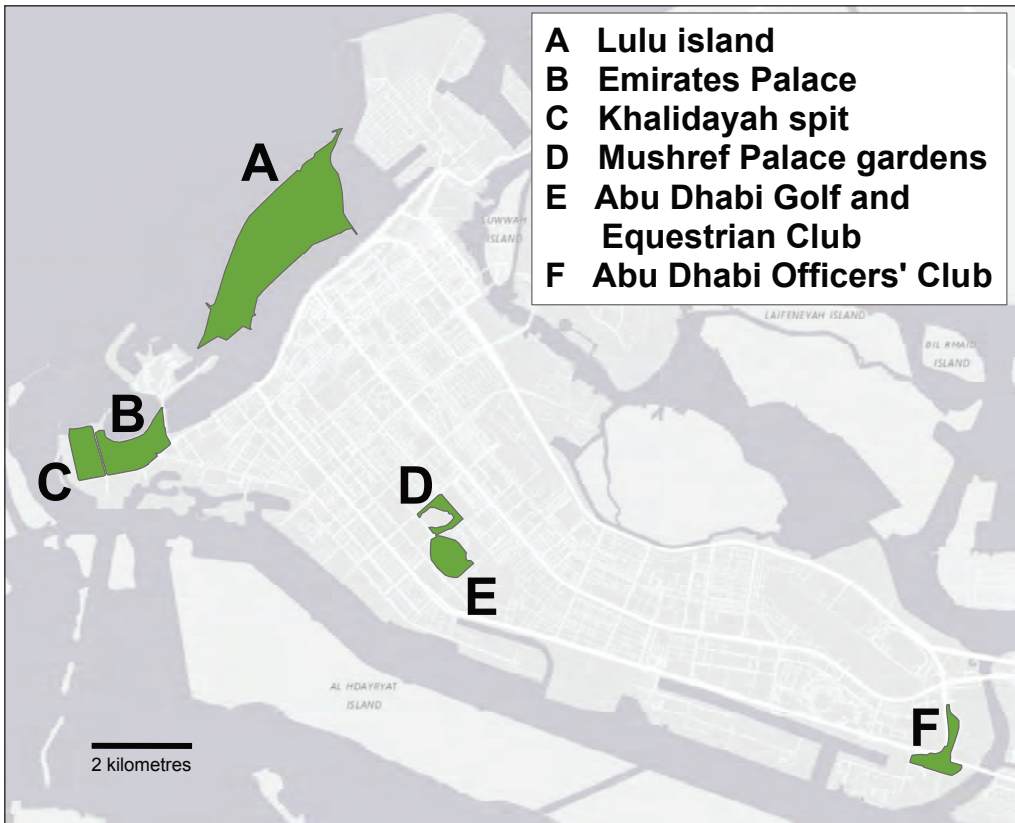 A Lulu island
B Emirates Palace
C Khalidayah spit
D Mushref Palace gardens
E Abu Dhabi Golf and
Equestrian Club
F Abu Dhabi Officers' Club
A
SUWWAH
ISLAND
LAIFENEYAH ISLAND
BIL RMAID
ISLAND
B
C
D
E
AL HDAYRYAT
ISLAND
F
2 kilometres